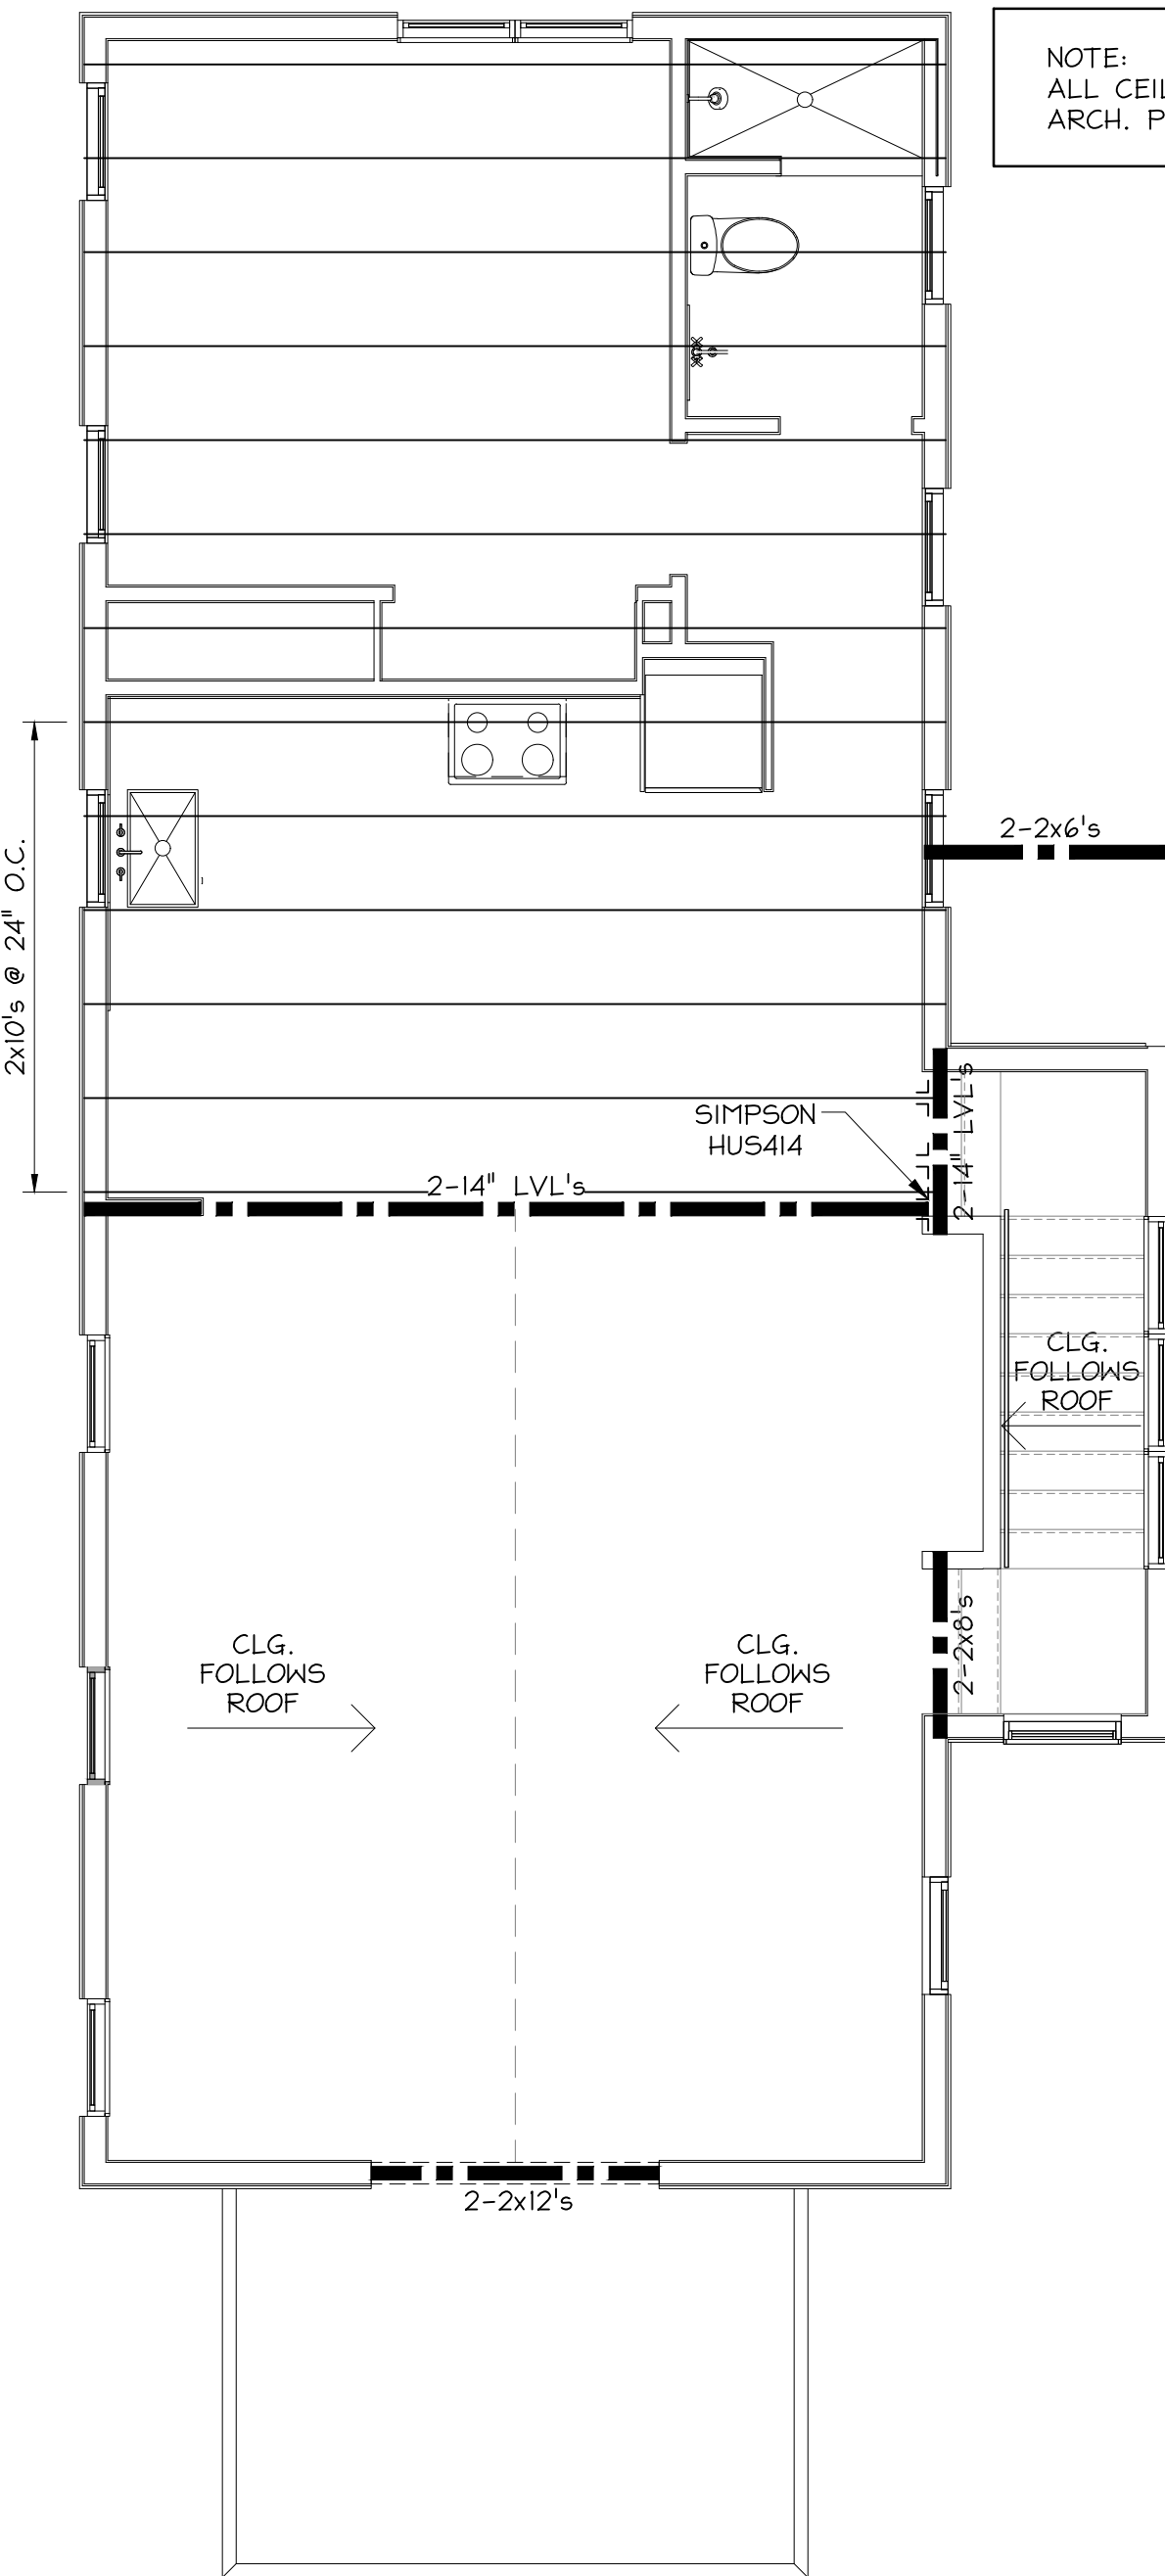 NOTE:
ALL CEIL
ARCH. P
2-2x6's
2x10's @ 24" O.C.
SIMPSON
HUS414
2-14" LVL's
2-14" LVL's
CLG.
FOLLOWS
ROOF
2-2x8's
CLG.
FOLLOWS
ROOF
CLG.
FOLLOWS
ROOF
2-2x12's